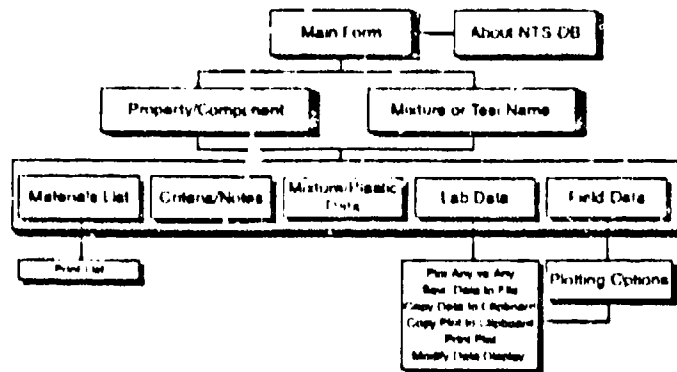 Main Form
About NTS-DB
Property/Component
Mixture or Test Name
Materials List
Criteria/Notes
Mixture/Plastic
Data
Lab Data
Field Data
Print List
Plot Any vs Any
Save Data to File
Copy Data to Clipboard
Copy Plot to Clipboard
Print Plot
Modify Data Display
Plotting Options